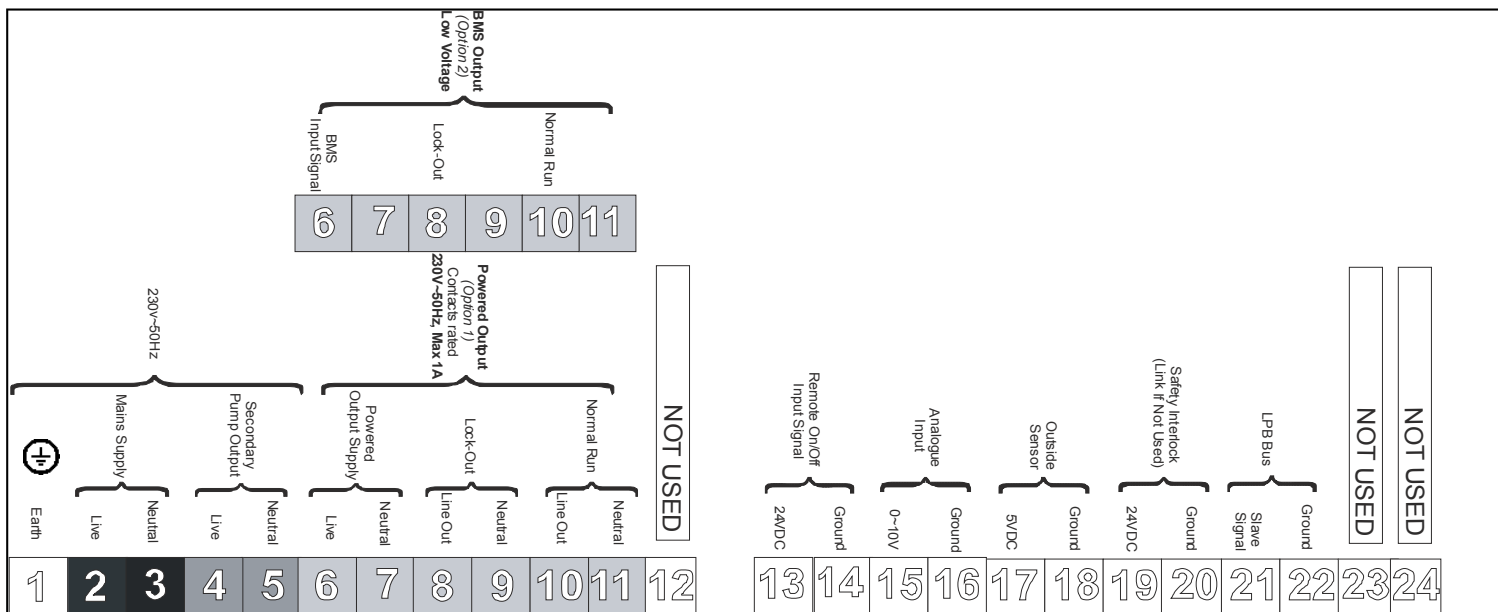 BMS Output
(Option 2)
Low Voltage
BMS
Input Signal
Lock-Out
Normal Run
6 7 8 9 10 11
Powered Output
(Option 1)
Contacts rated
230V~50Hz, Max 1A
230v~50Hz
Mains Supply
Secondary
Pump Output
Powered
Output Supply
Lock-Out
Normal Run
NOT USED
Remote On/Off
Input Signal
Analogue
Input
Outside
Sensor
Safety Interlock
(Link If Not Used)
LPB Bus
NOT USED
NOT USED
Earth
Live
Neutral
Live
Neutral
Live
Neutral
Line Out
Neutral
Line Out
Neutral
24VDC
Ground
0~10V
Ground
5VDC
Ground
24VDC
Ground
Slave
Signal
Ground
1 2 3 4 5 6 7 8 9 10 11 12 13 14 15 16 17 18 19 20 21 22 23 24